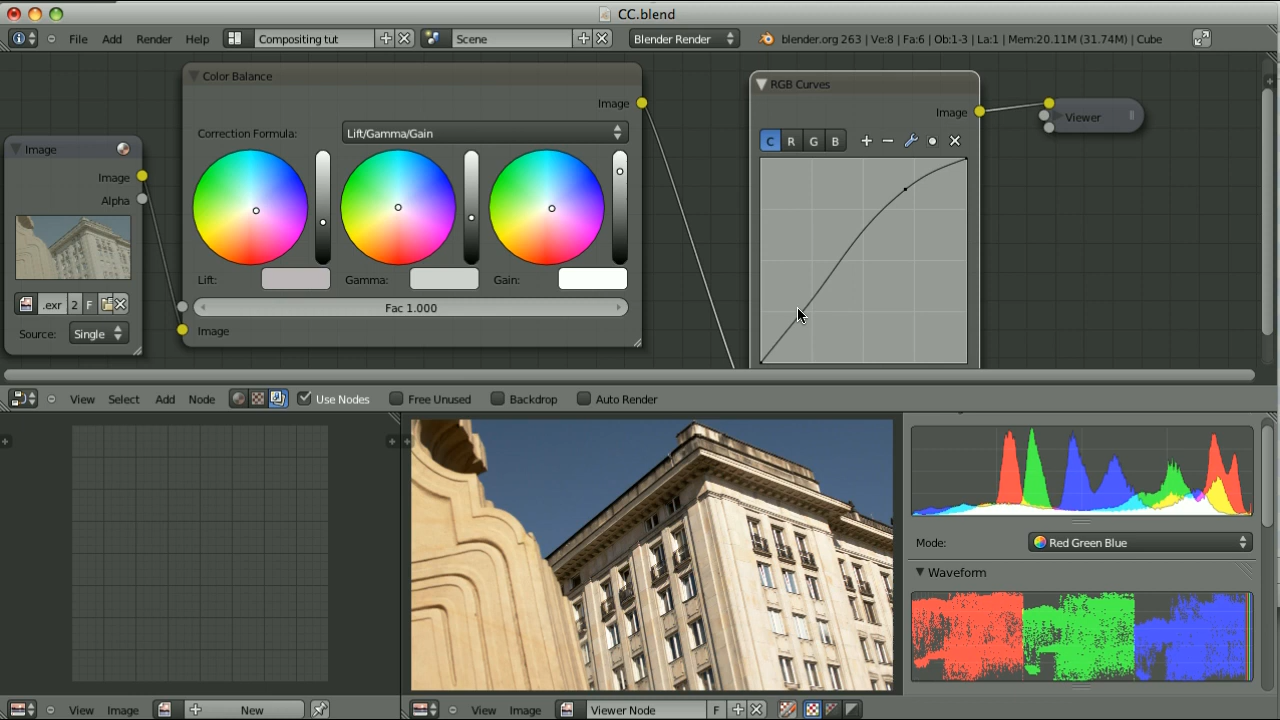 CC.blend
File Add Render Help Compositing tut Scene Blender Render blender.org 263 | Ve:8 | Fa:6 | Ob:1-3 | La:1 | Mem:20.11M (31.74M) | Cube
Color Balance
Image
Correction Formula: Lift/Gamma/Gain
Lift: Gamma: Gain:
Fac 1.000
Image
Image
Image
Alpha
.exr 2 F
Source: Single
RGB Curves
Image
C R G B
Viewer
View Select Add Node Use Nodes Free Unused Backdrop Auto Render
Mode: Red Green Blue
Waveform
View Image New
View Image Viewer Node F